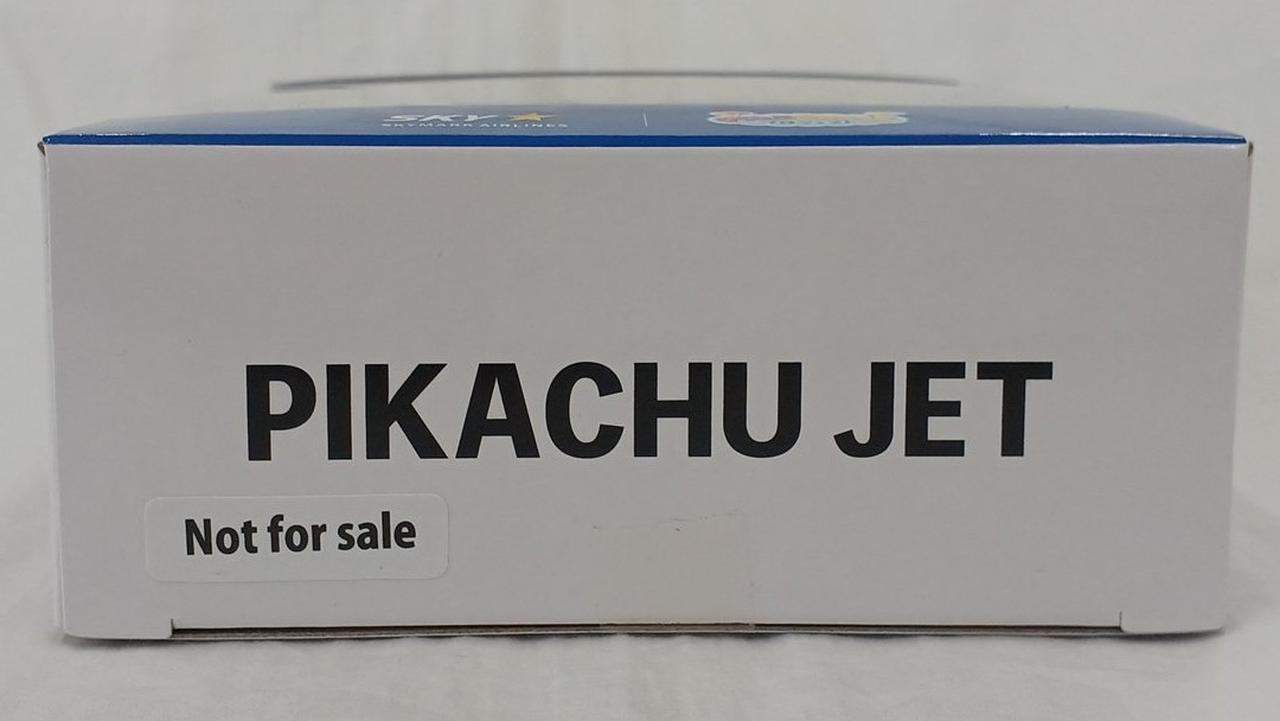 SKY
SKYMARK AIRLINES
PIKACHU JET
Not for sale